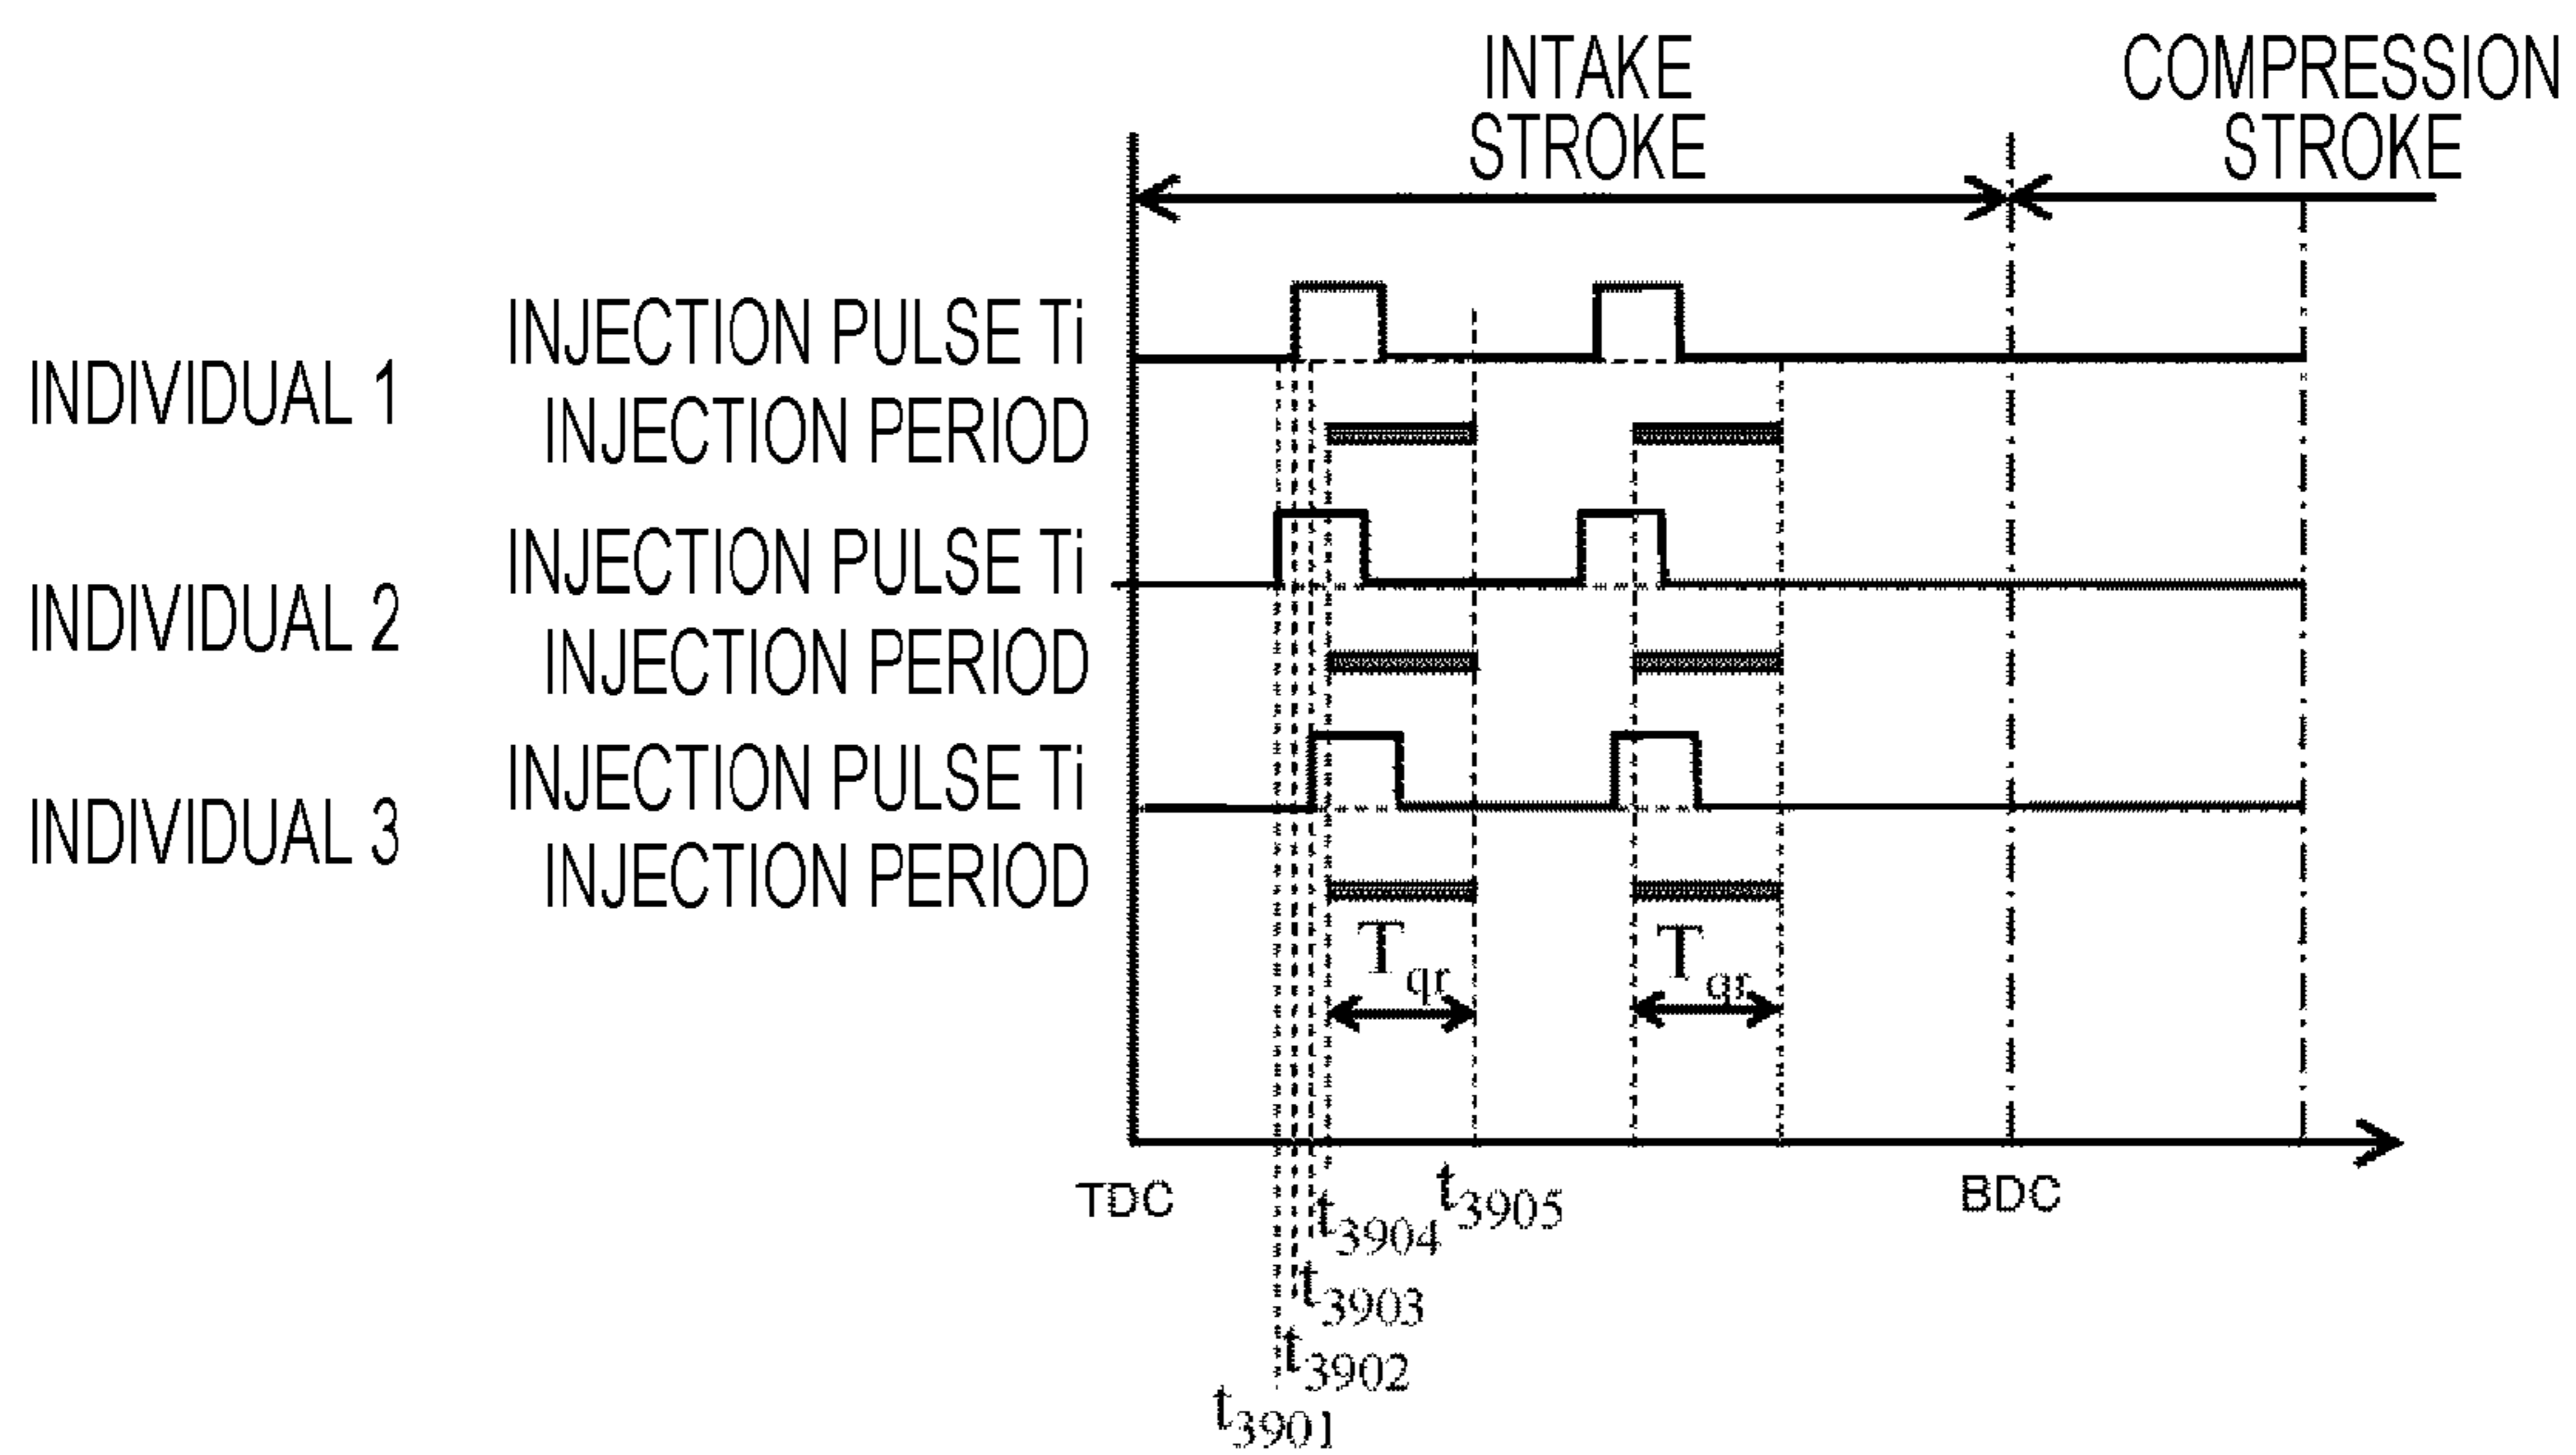 INTAKE
STROKE
COMPRESSION
STROKE
INDIVIDUAL 1
INJECTION PULSE Ti
INJECTION PERIOD
INDIVIDUAL 2
INJECTION PULSE Ti
INJECTION PERIOD
INDIVIDUAL 3
INJECTION PULSE Ti
INJECTION PERIOD
Tqr
Tqr
TDC
BDC
t3905
t3904
t3903
t3902
t3901